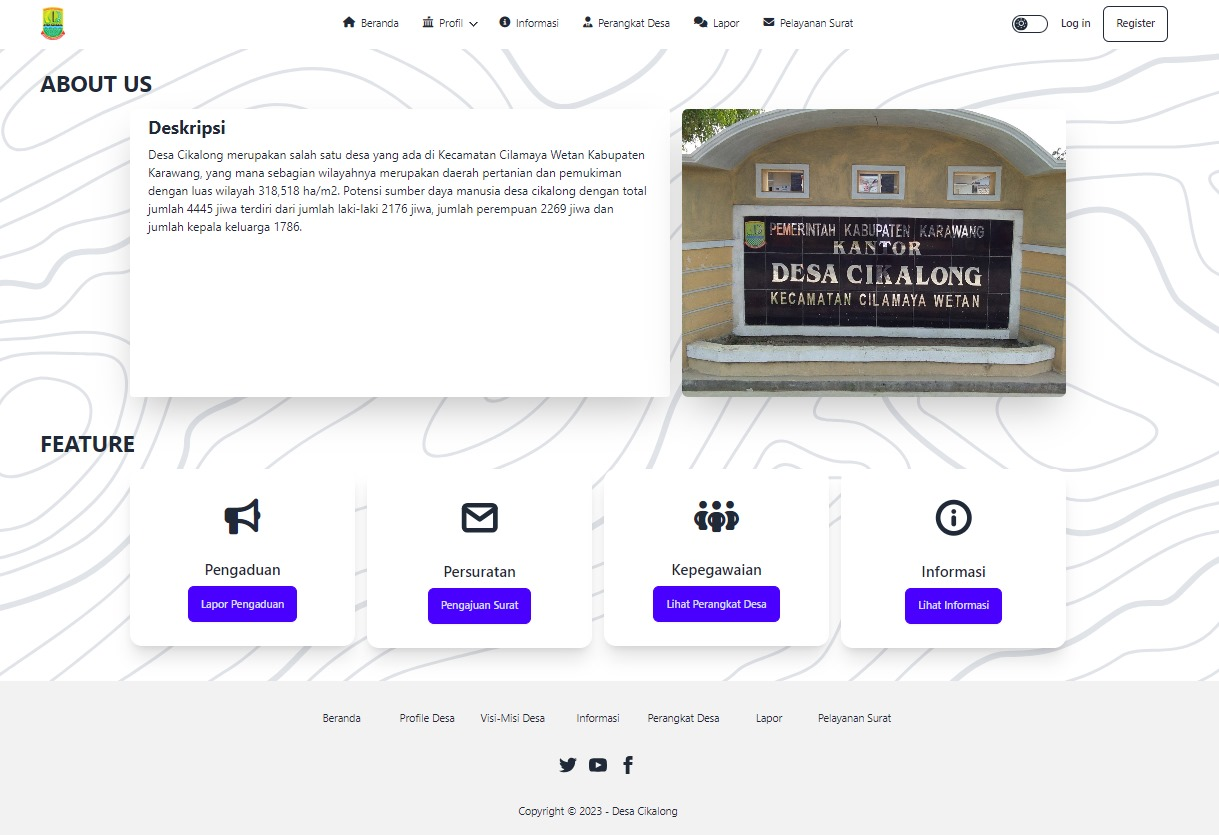 Beranda
Profil
Informasi
Perangkat Desa
Lapor
Pelayanan Surat
Log in
Register
ABOUT US
Deskripsi
Desa Cikalong merupakan salah satu desa yang ada di Kecamatan Cilamaya Wetan Kabupaten
Karawang, yang mana sebagian wilayahnya merupakan daerah pertanian dan pemukiman
dengan luas wilayah 318,518 ha/m2. Potensi sumber daya manusia desa cikalong dengan total
jumlah 4445 jiwa terdiri dari jumlah laki-laki 2176 jiwa, jumlah perempuan 2269 jiwa dan
jumlah kepala keluarga 1786.
PEMERINTAH KABUPATEN KARAWANG
KANTOR
DESA CIKALONG
KECAMATAN CILAMAYA WETAN
FEATURE
Pengaduan
Lapor Pengaduan
Persuratan
Pengajuan Surat
Kepegawaian
Lihat Perangkat Desa
Informasi
Lihat Informasi
Beranda
Profile Desa
Visi-Misi Desa
Informasi
Perangkat Desa
Lapor
Pelayanan Surat
Copyright © 2023 - Desa Cikalong